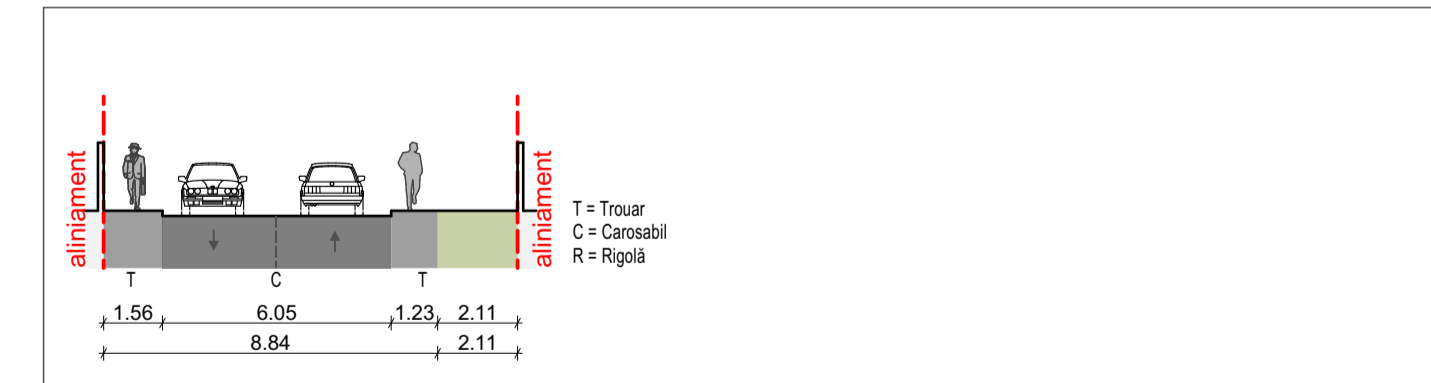 aliniament
aliniament
T = Trouar
C = Carosabil
R = Rigolă
T C T
1.56 6.05 1.23 2.11
8.84 2.11